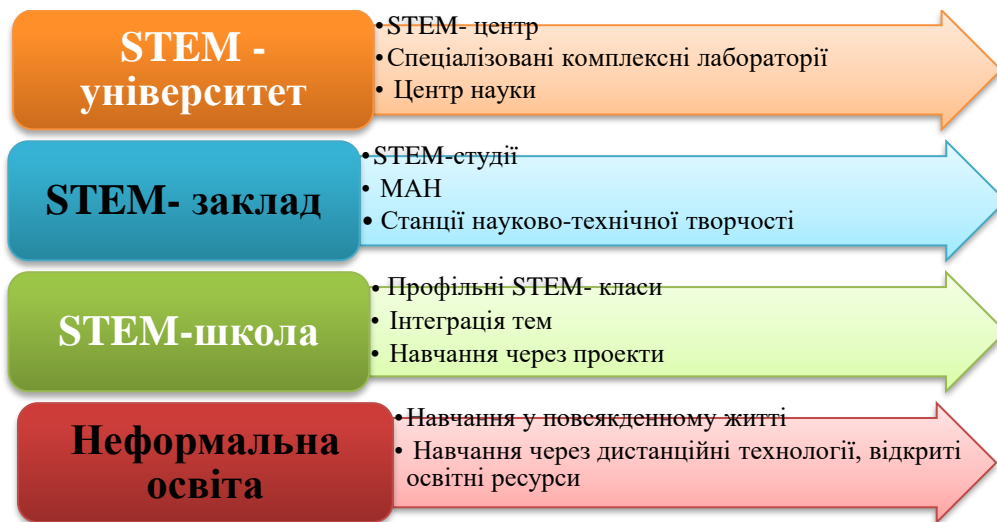 STEM -
університет
• STEM- центр
• Спеціалізовані комплексні лабораторії
• Центр науки
STEM- заклад
• STEM-студії
• МАН
• Станції науково-технічної творчості
STEM-школа
• Профільні STEM- класи
• Інтеграція тем
• Навчання через проекти
Неформальна
освіта
• Навчання у повсякденному житті
• Навчання через дистанційні технології, відкриті
освітні ресурси